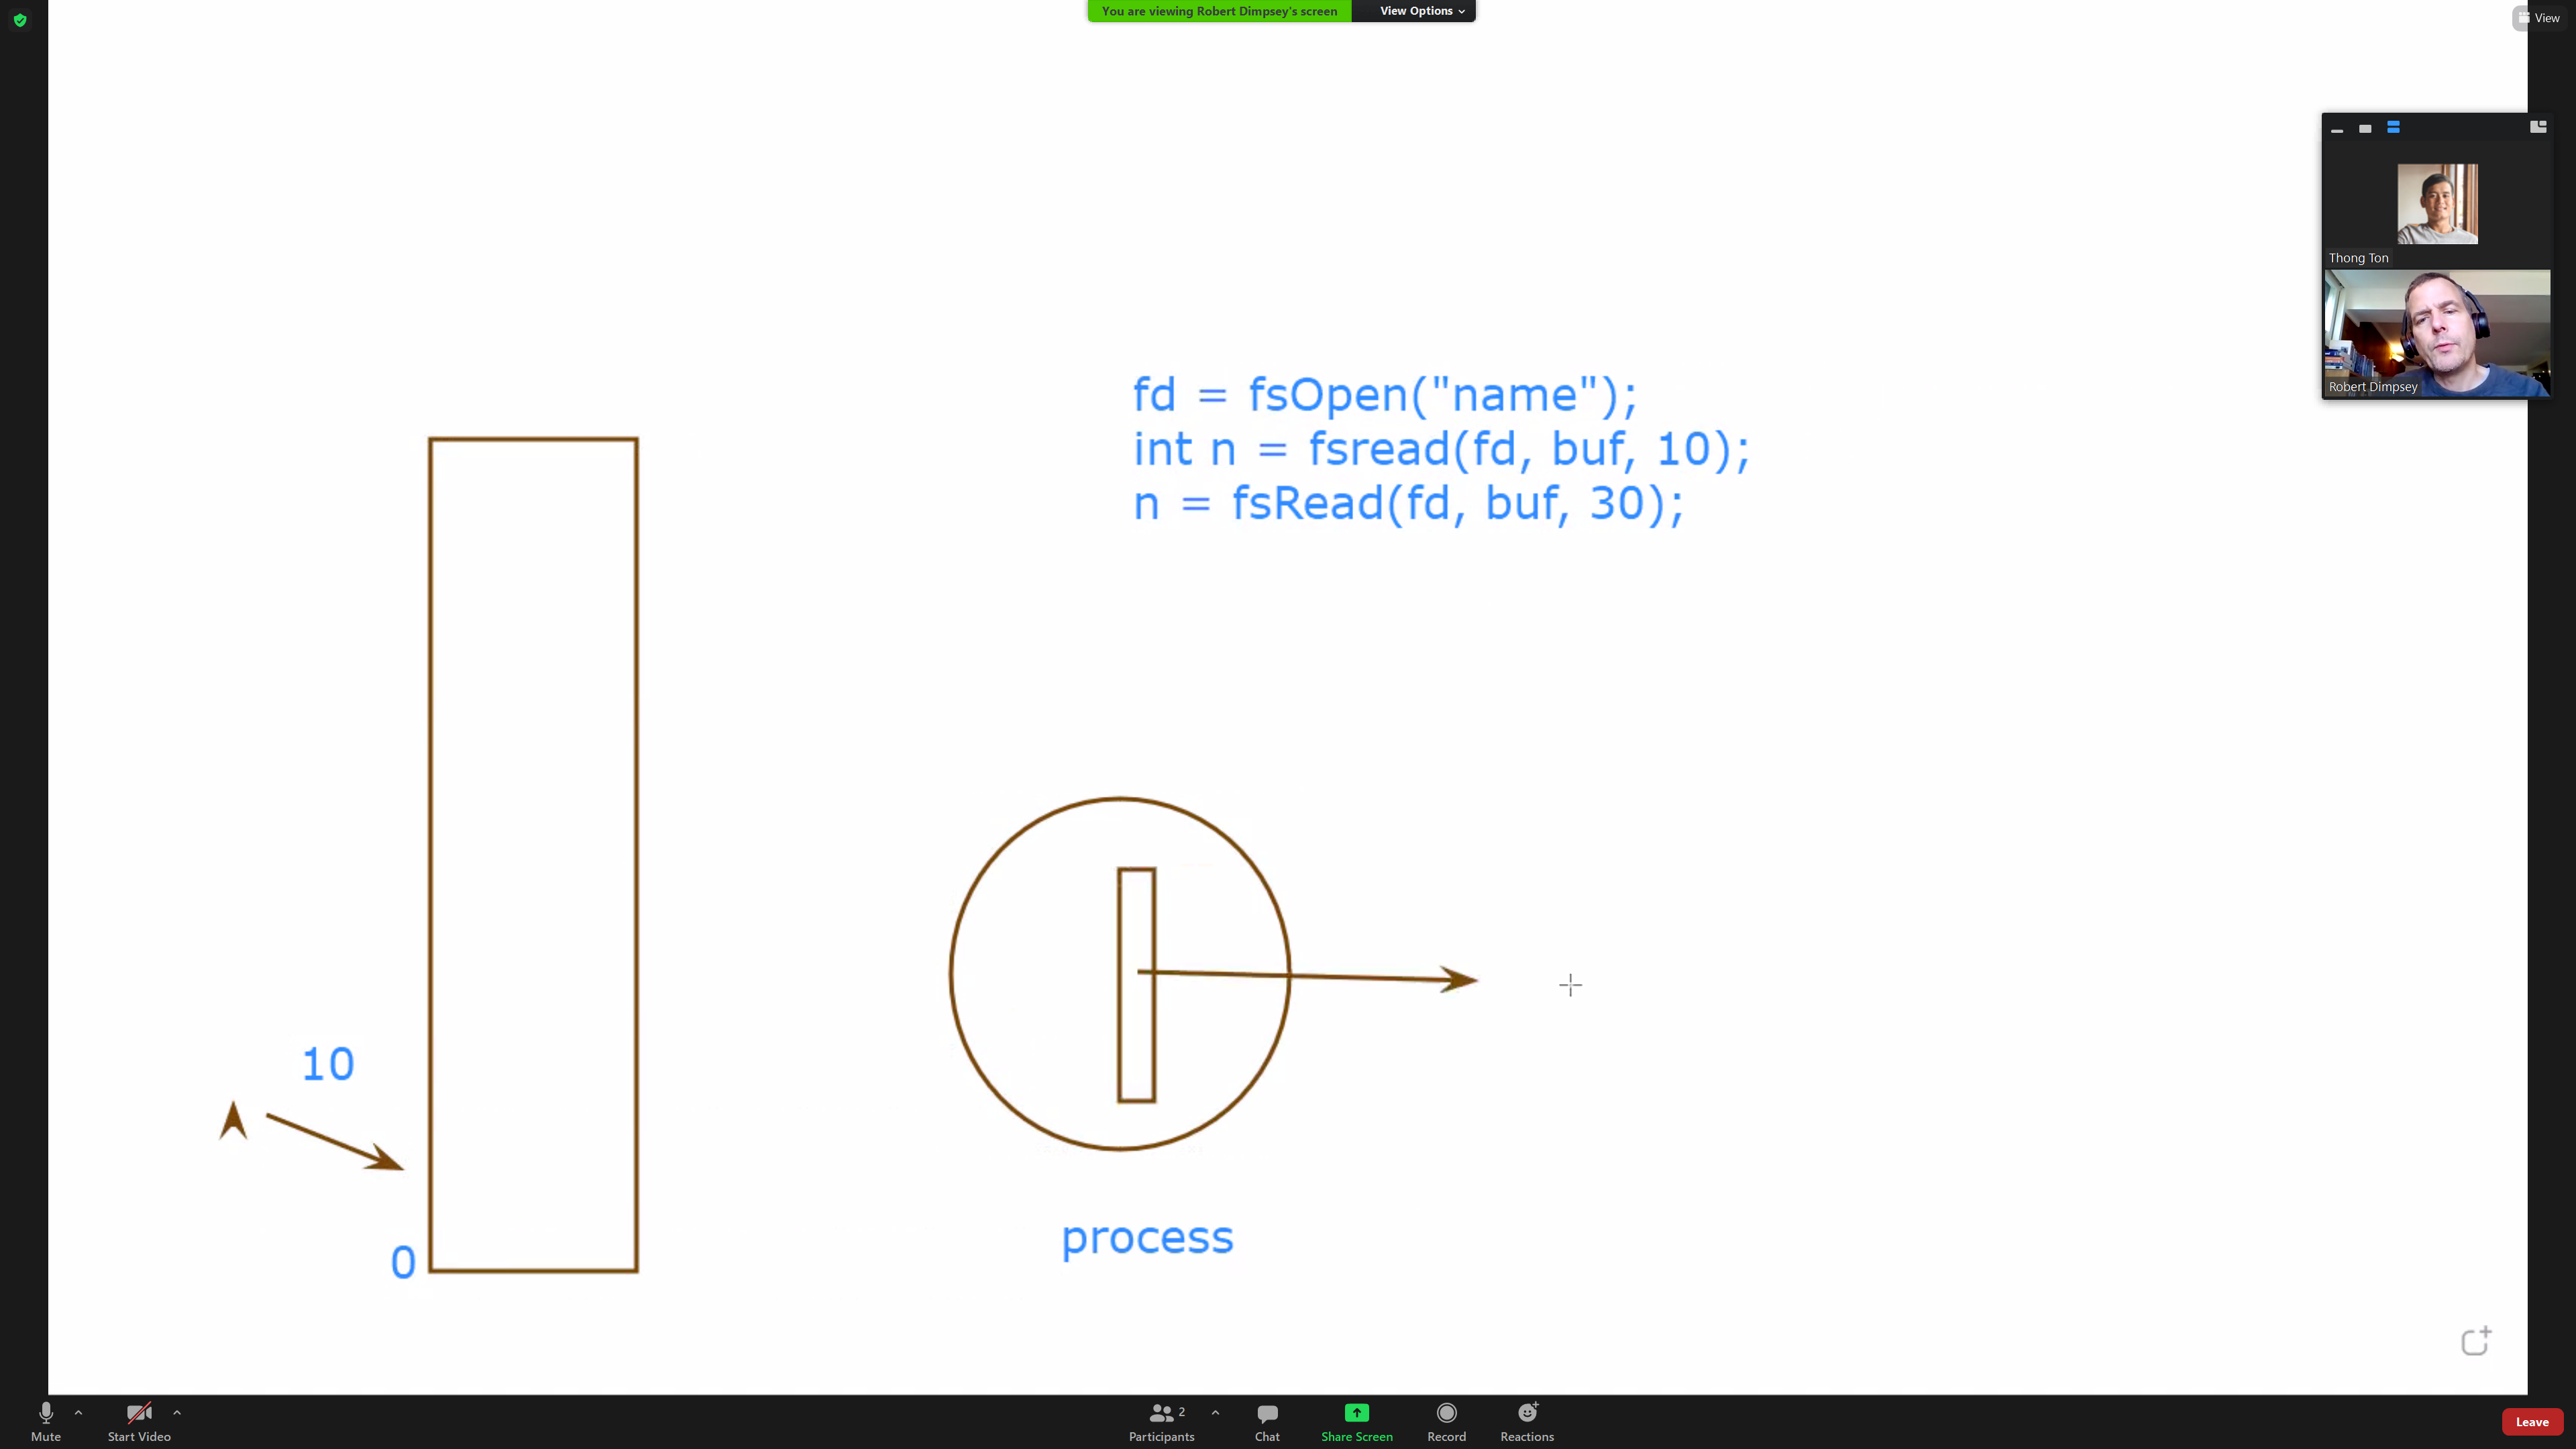 You are viewing Robert Dimpsey's screen
View Options
View
Thong Ton
Robert Dimpsey
fd = fsOpen("name");
int n = fsread(fd, buf, 10);
n = fsRead(fd, buf, 30);
10
0
process
Mute
Start Video
2
Participants
Chat
Share Screen
Record
Reactions
Leave